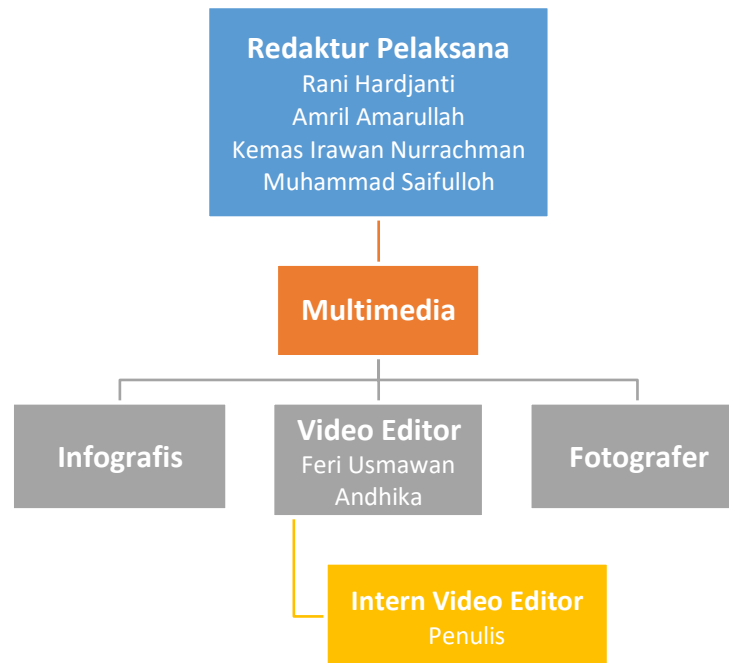 Redaktur Pelaksana
Rani Hardjanti
Amril Amarullah
Kemas Irawan Nurrachman
Muhammad Saifulloh
Multimedia
Infografis
Video Editor
Feri Usmawan
Andhika
Fotografer
Intern Video Editor
Penulis